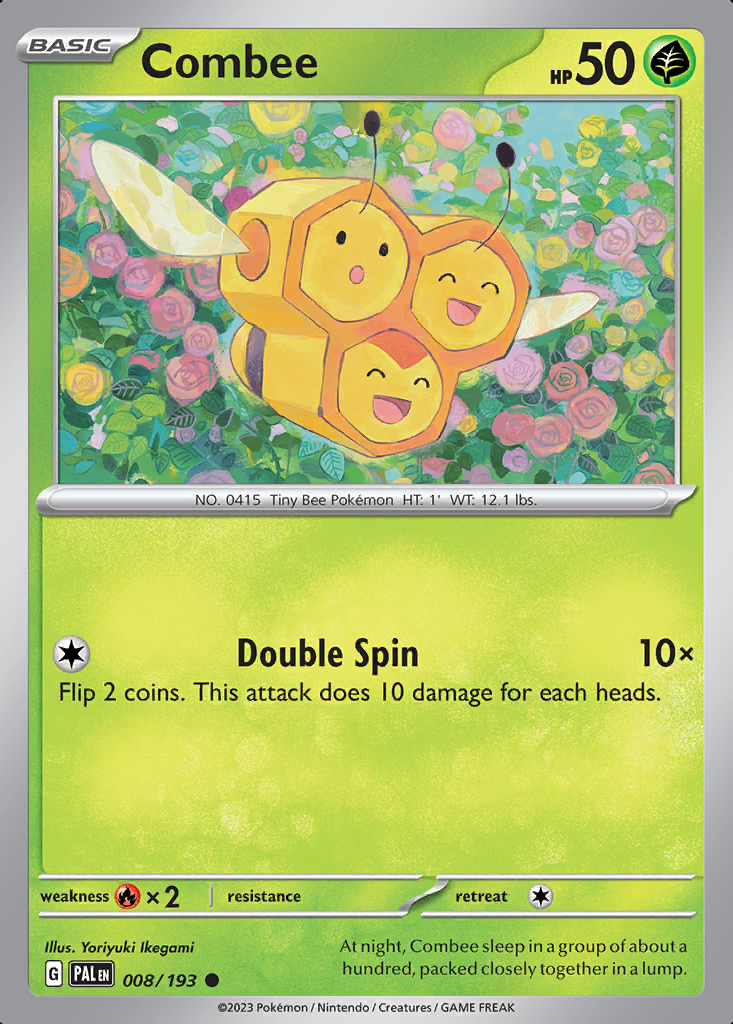 BASIC
Combee
HP 50
NO. 0415 Tiny Bee Pokémon HT: 1' WT: 12.1 lbs.
Double Spin 10×
Flip 2 coins. This attack does 10 damage for each heads.
weakness ×2 resistance retreat
Illus. Yoriyuki Ikegami
G PAL EN 008/193
At night, Combee sleep in a group of about a
hundred, packed closely together in a lump.
©2023 Pokémon / Nintendo / Creatures / GAME FREAK